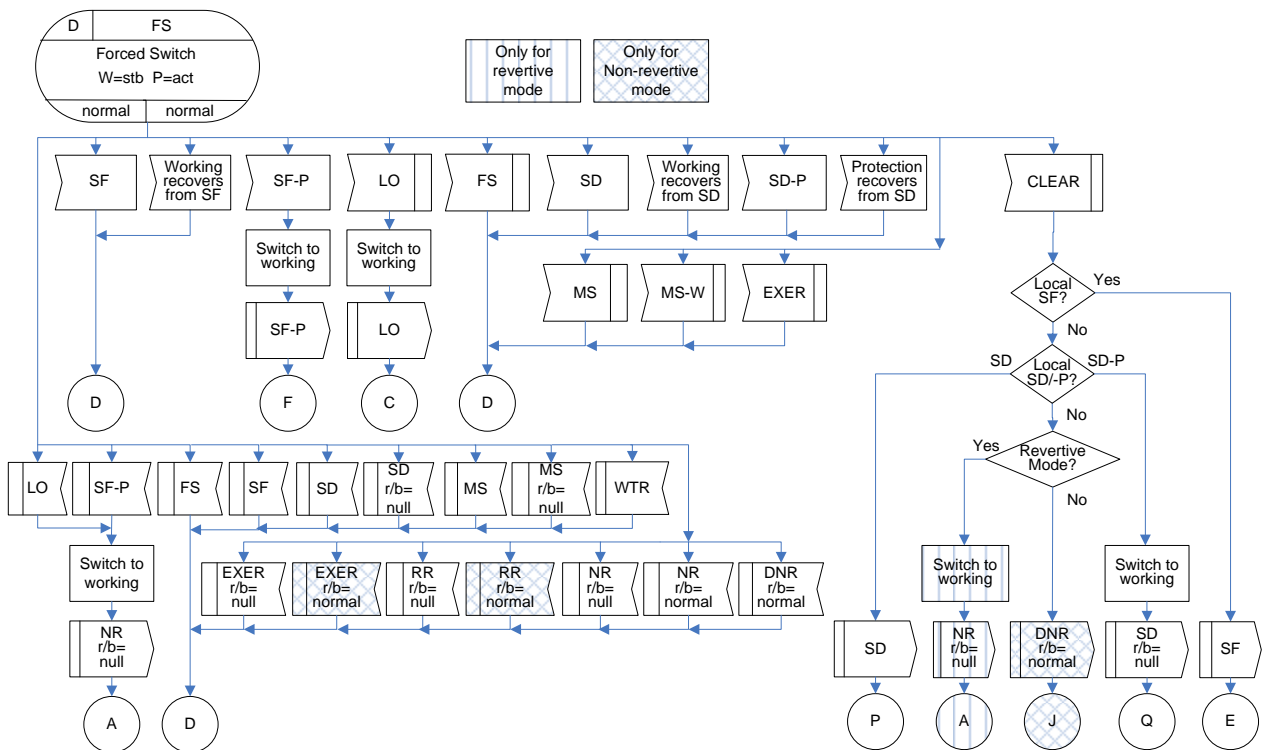 D FS
Forced Switch
W=stb P=act
normal normal
Only for
revertive
mode
Only for
Non-revertive
mode
SF
Working
recovers
from SF
SF-P
LO
FS
SD
Working
recovers
from SD
SD-P
Protection
recovers
from SD
CLEAR
Switch to
working
Switch to
working
SF-P
LO
MS
MS-W
EXER
Local
SF?
Yes
No
D
F
C
D
SD
Local
SD/-P?
SD-P
No
Yes
Revertive
Mode?
No
LO
SF-P
FS
SF
SD
SD
r/b=
null
MS
MS
r/b=
null
WTR
Switch to
working
EXER
r/b=
null
EXER
r/b=
normal
RR
r/b=
null
RR
r/b=
normal
NR
r/b=
null
NR
r/b=
normal
DNR
r/b=
normal
Switch to
working
Switch to
working
NR
r/b=
null
SD
NR
r/b=
null
DNR
r/b=
normal
SD
r/b=
null
SF
A
D
P
A
J
Q
E